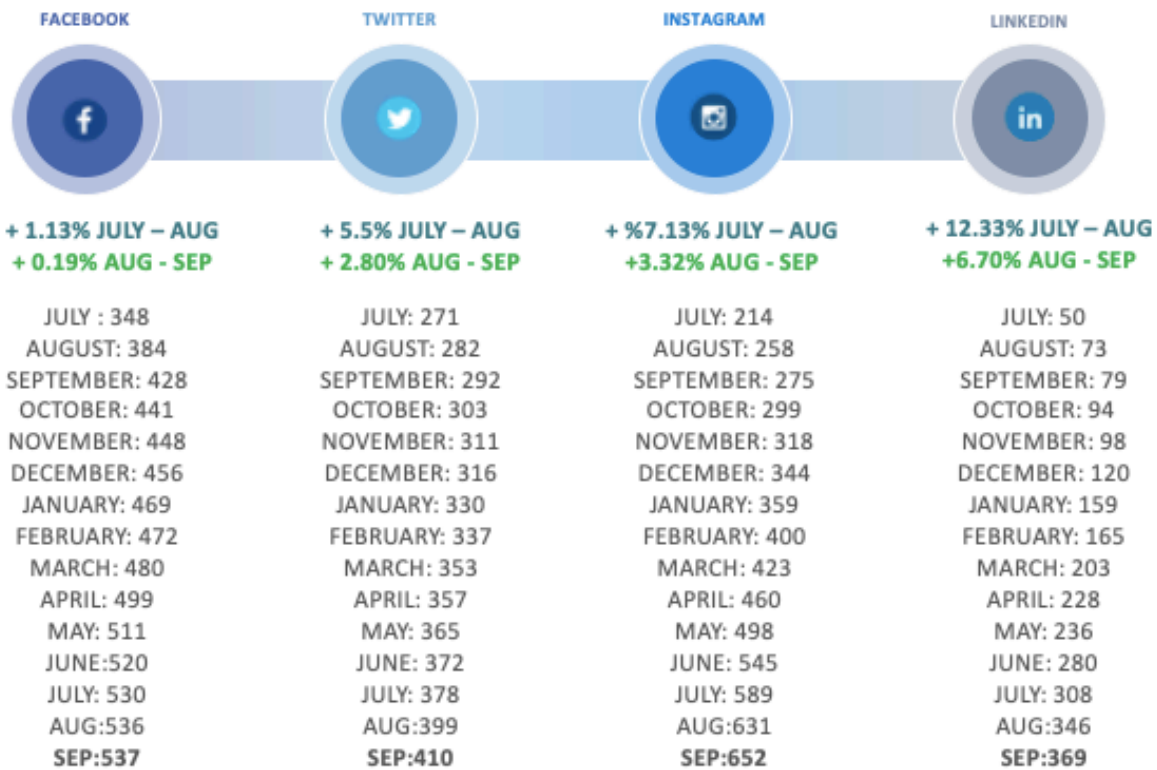 FACEBOOK
+ 1.13% JULY – AUG
+ 0.19% AUG - SEP
JULY : 348
AUGUST: 384
SEPTEMBER: 428
OCTOBER: 441
NOVEMBER: 448
DECEMBER: 456
JANUARY: 469
FEBRUARY: 472
MARCH: 480
APRIL: 499
MAY: 511
JUNE:520
JULY: 530
AUG:536
SEP:537
TWITTER
+ 5.5% JULY – AUG
+ 2.80% AUG - SEP
JULY: 271
AUGUST: 282
SEPTEMBER: 292
OCTOBER: 303
NOVEMBER: 311
DECEMBER: 316
JANUARY: 330
FEBRUARY: 337
MARCH: 353
APRIL: 357
MAY: 365
JUNE: 372
JULY: 378
AUG:399
SEP:410
INSTAGRAM
+ %7.13% JULY – AUG
+3.32% AUG - SEP
JULY: 214
AUGUST: 258
SEPTEMBER: 275
OCTOBER: 299
NOVEMBER: 318
DECEMBER: 344
JANUARY: 359
FEBRUARY: 400
MARCH: 423
APRIL: 460
MAY: 498
JUNE: 545
JULY: 589
AUG:631
SEP:652
LINKEDIN
in
+ 12.33% JULY – AUG
+6.70% AUG - SEP
JULY: 50
AUGUST: 73
SEPTEMBER: 79
OCTOBER: 94
NOVEMBER: 98
DECEMBER: 120
JANUARY: 159
FEBRUARY: 165
MARCH: 203
APRIL: 228
MAY: 236
JUNE: 280
JULY: 308
AUG:346
SEP:369